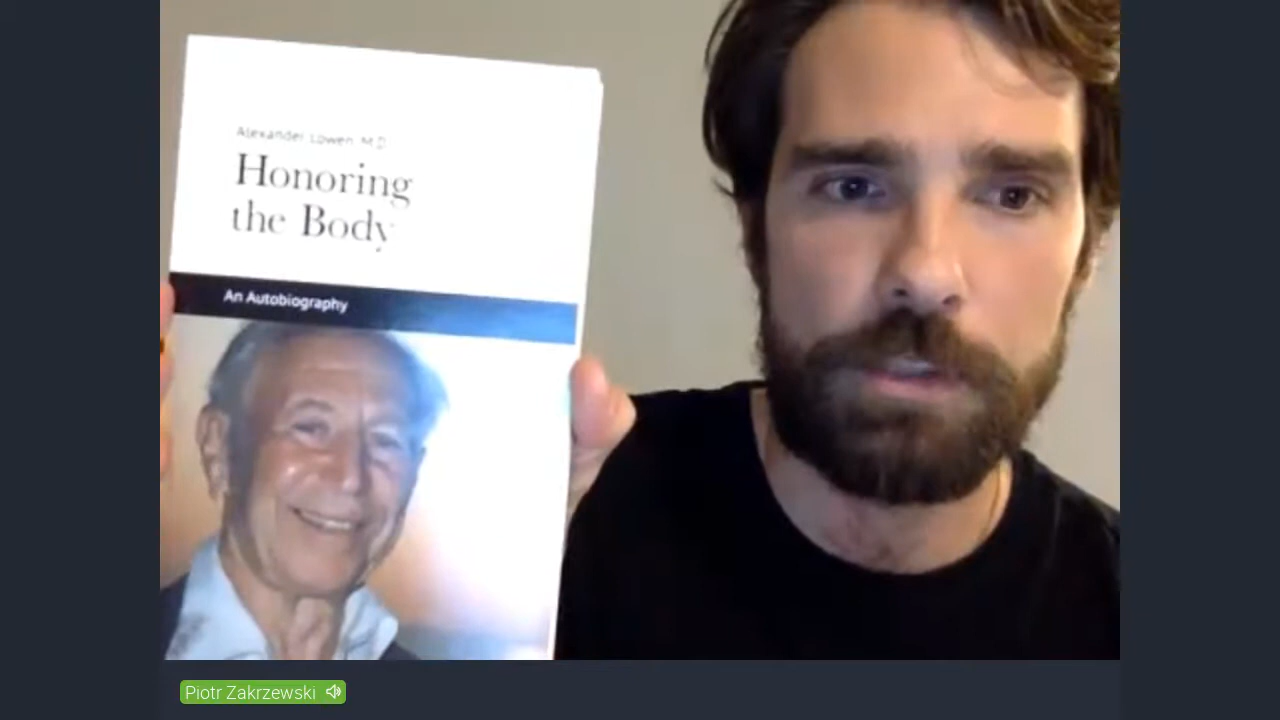 Alexander Lowen, M.D.
Honoring
the Body
An Autobiography
Piotr Zakrzewski